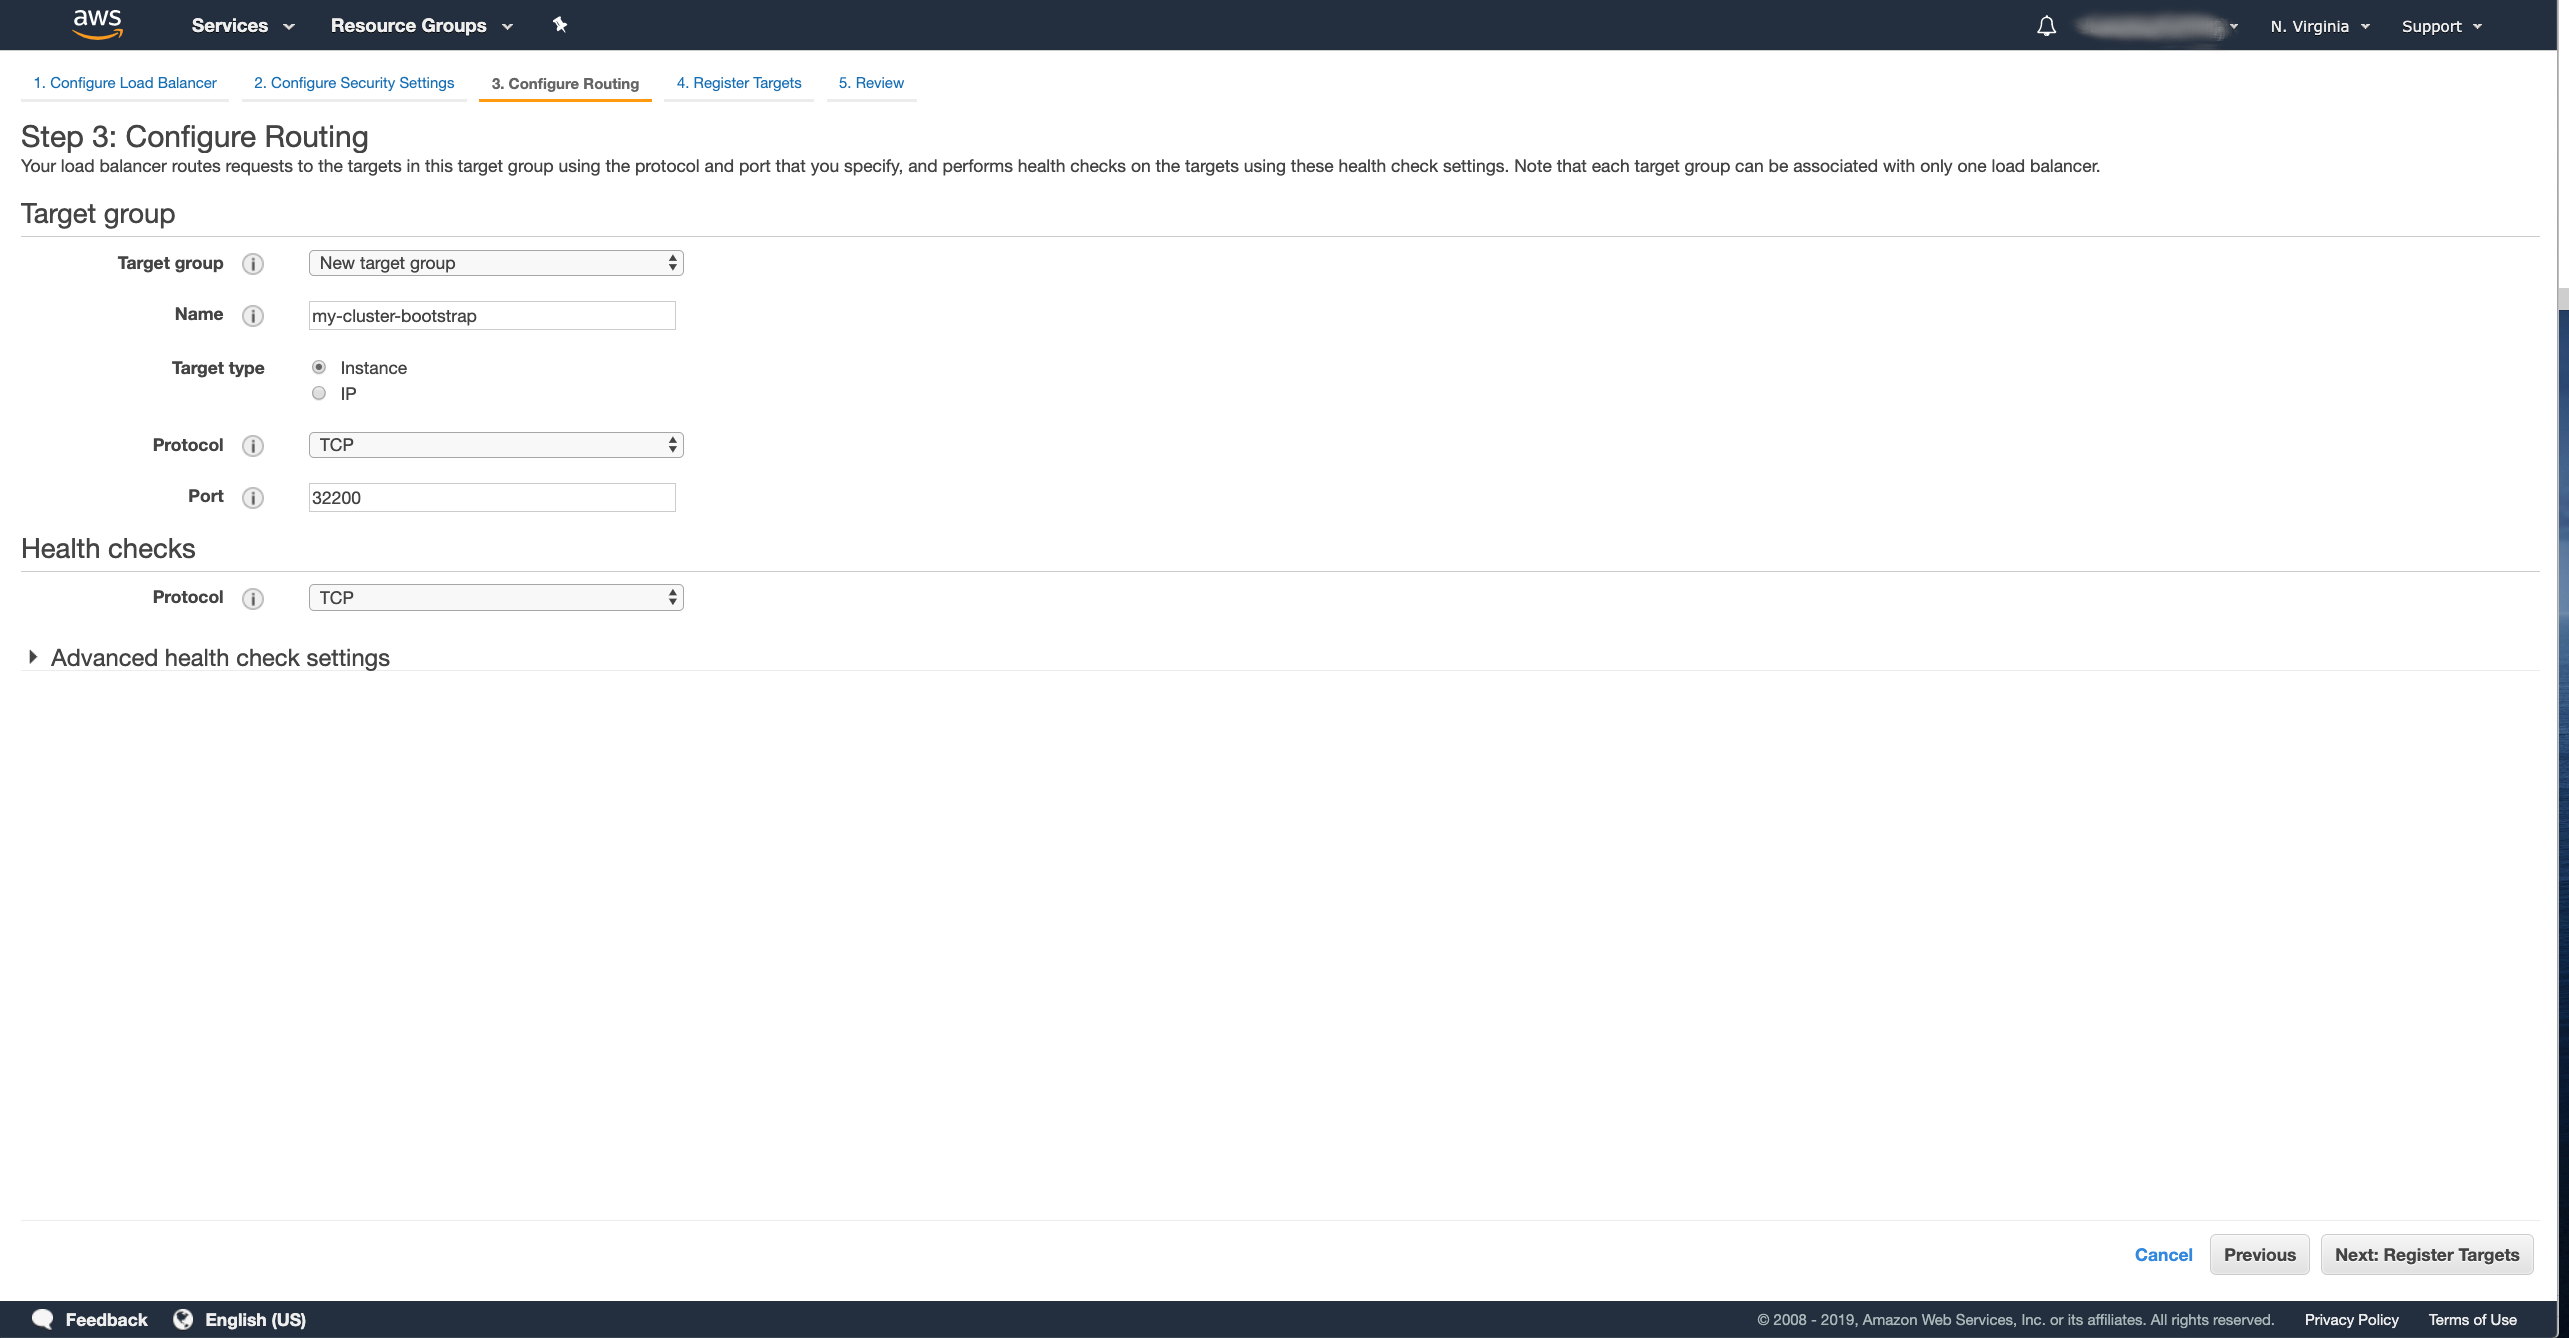 aws Services Resource Groups N. Virginia Support
1. Configure Load Balancer 2. Configure Security Settings 3. Configure Routing 4. Register Targets 5. Review
Step 3: Configure Routing
Your load balancer routes requests to the targets in this target group using the protocol and port that you specify, and performs health checks on the targets using these health check settings. Note that each target group can be associated with only one load balancer.
Target group
Target group i New target group
Name i my-cluster-bootstrap
Target type Instance
IP
Protocol i TCP
Port i 32200
Health checks
Protocol i TCP
Advanced health check settings
Cancel Previous Next: Register Targets
Feedback English (US) © 2008 - 2019, Amazon Web Services, Inc. or its affiliates. All rights reserved. Privacy Policy Terms of Use